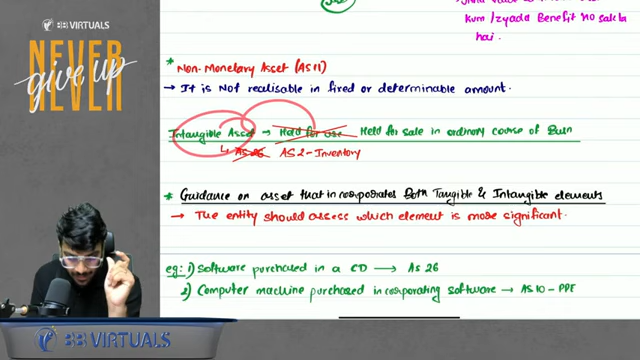 BB VIRTUALS
NEVER
give up
NEVER
Kum / zyada Benefit ho sakta
hai.
* Non-Monetary Asset (AS 11)
→ It is Not realisable in fixed or determinable amount.
Intangible Asset → Held for use Held for sale in ordinary course of Busn
↳ AS 26 AS 2 - Inventory
* Guidance on asset that incorporates Both Tangible & Intangible elements
→ The entity should assess which element is more significant.
eg: 1) Software purchased in a CD → AS 26
2) Computer machine purchased incorporating software → AS 10 - PPE
BB VIRTUALS